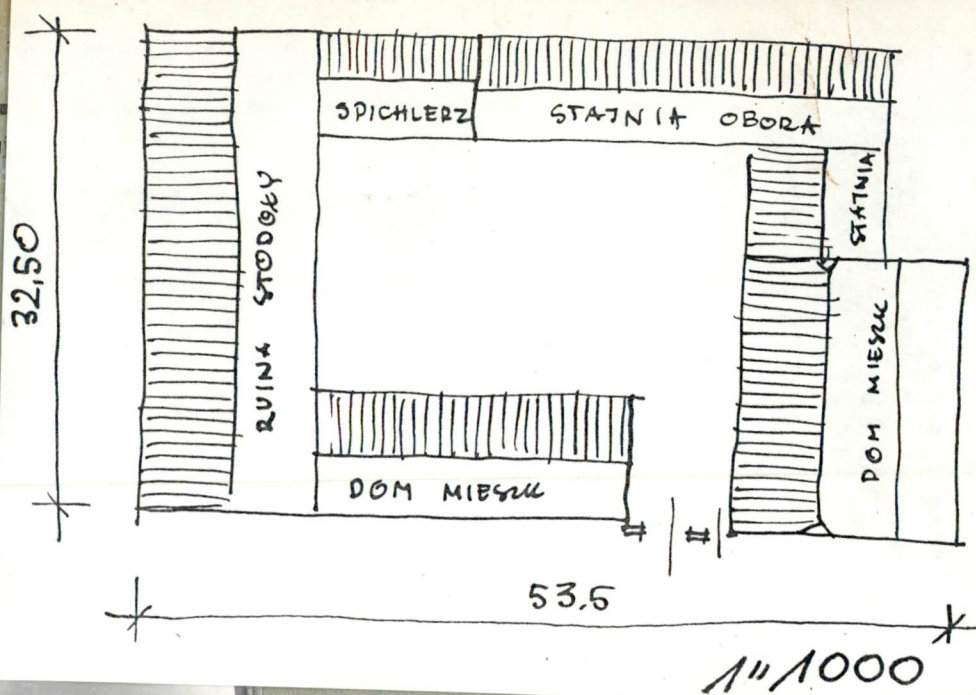 SPICHLERZ
STAJNIA OBORA
STAJNIA
32,50
RUINA STODOŁY
DOM MIESZK
DOM MIESZK
53,5
1:1000